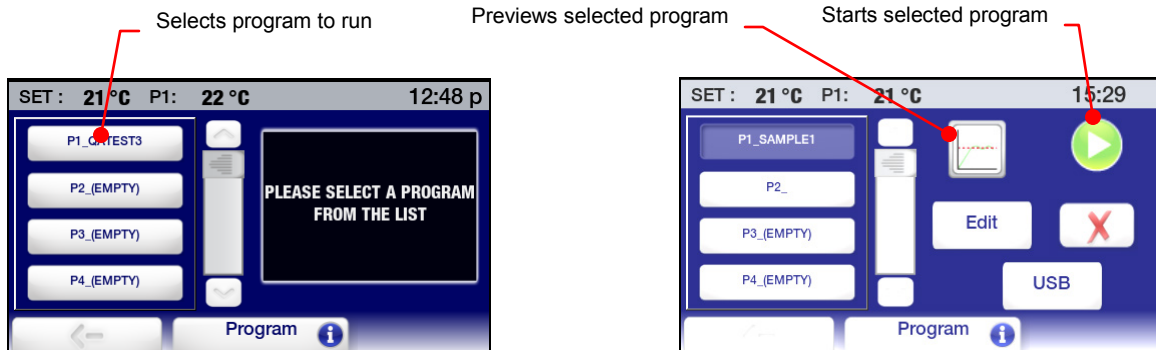 Selects program to run
Previews selected program
Starts selected program
SET : 21 °C P1: 22 °C 12:48 p
P1_QATEST3
P2_(EMPTY)
P3_(EMPTY)
P4_(EMPTY)
PLEASE SELECT A PROGRAM
FROM THE LIST
Program i
SET : 21 °C P1: 21 °C 15:29
P1_SAMPLE1
P2_
P3_(EMPTY)
P4_(EMPTY)
Edit
USB
Program i